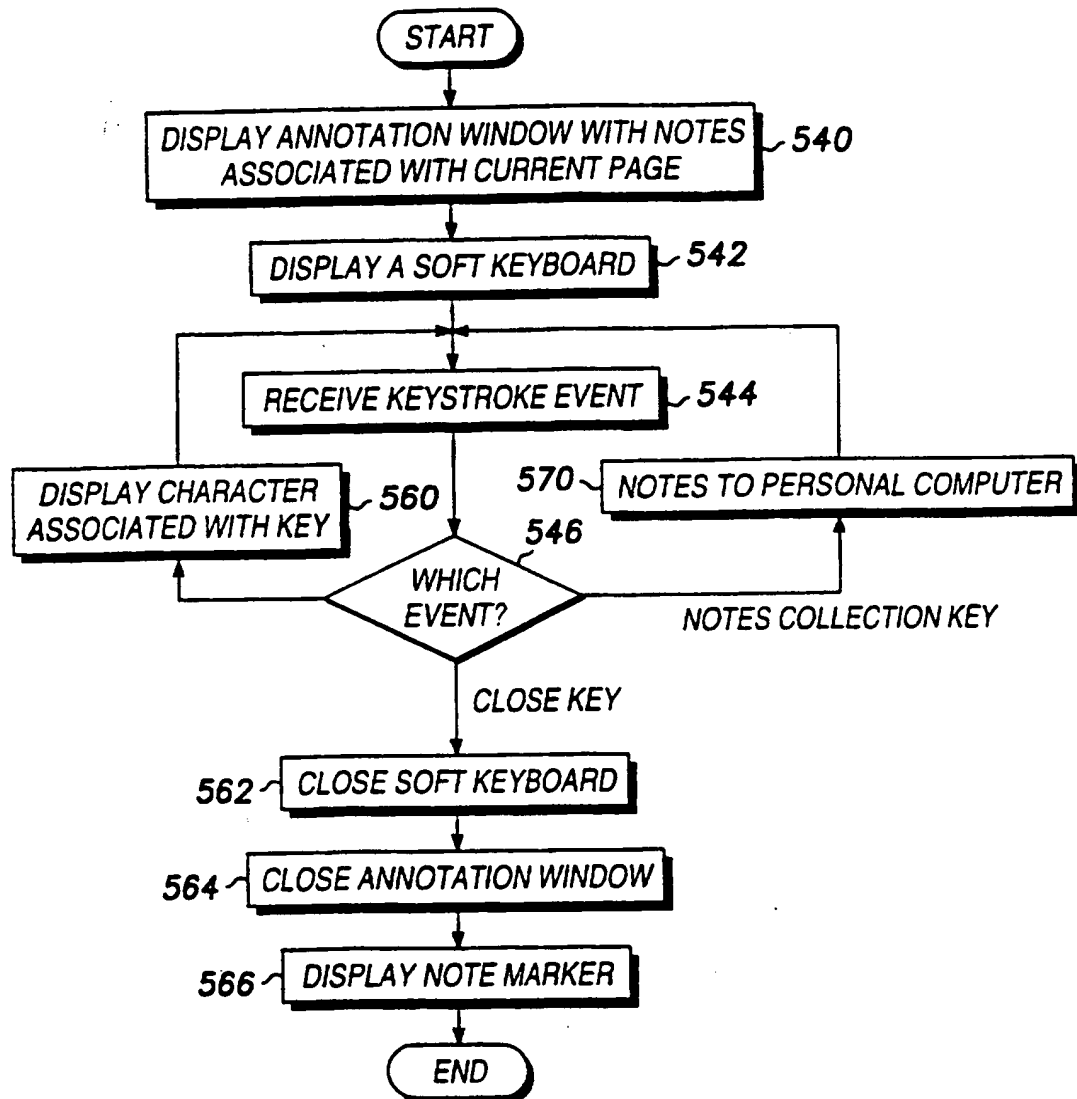 START
DISPLAY ANNOTATION WINDOW WITH NOTES
ASSOCIATED WITH CURRENT PAGE
540
DISPLAY A SOFT KEYBOARD
542
RECEIVE KEYSTROKE EVENT
544
DISPLAY CHARACTER
ASSOCIATED WITH KEY
560
570
NOTES TO PERSONAL COMPUTER
546
WHICH
EVENT?
NOTES COLLECTION KEY
CLOSE KEY
562
CLOSE SOFT KEYBOARD
564
CLOSE ANNOTATION WINDOW
566
DISPLAY NOTE MARKER
END